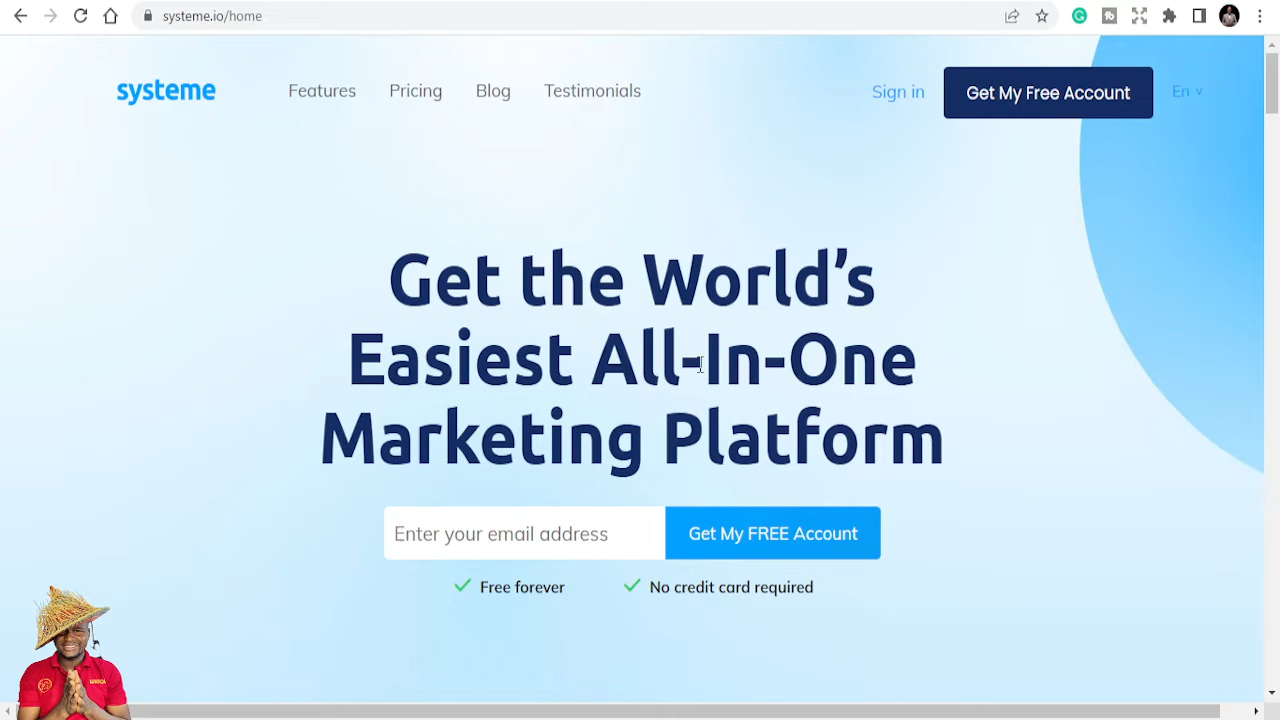 systeme.io/home
systeme
Features
Pricing
Blog
Testimonials
Sign in
Get My Free Account
En
Get the World’s
Easiest All-In-One
Marketing Platform
Enter your email address
Get My FREE Account
Free forever
No credit card required